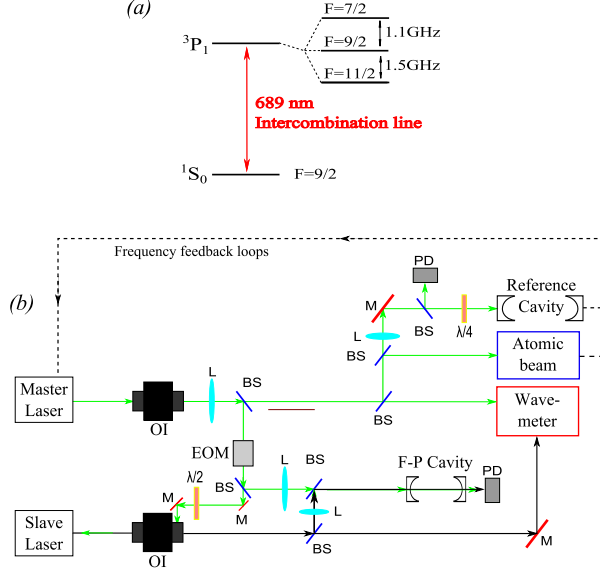 (a)
F=7/2
1.1GHz
³P₁
F=9/2
1.5GHz
F=11/2
689 nm
Intercombination line
¹S₀
F=9/2
Frequency feedback loops
(b)
PD
Reference
Cavity
M
BS
λ/4
L
BS
Atomic
beam
Master
Laser
OI
L
BS
BS
Wave-
meter
EOM
L
BS
F-P Cavity
PD
λ/2
BS
M
M
L
Slave
Laser
OI
BS
M